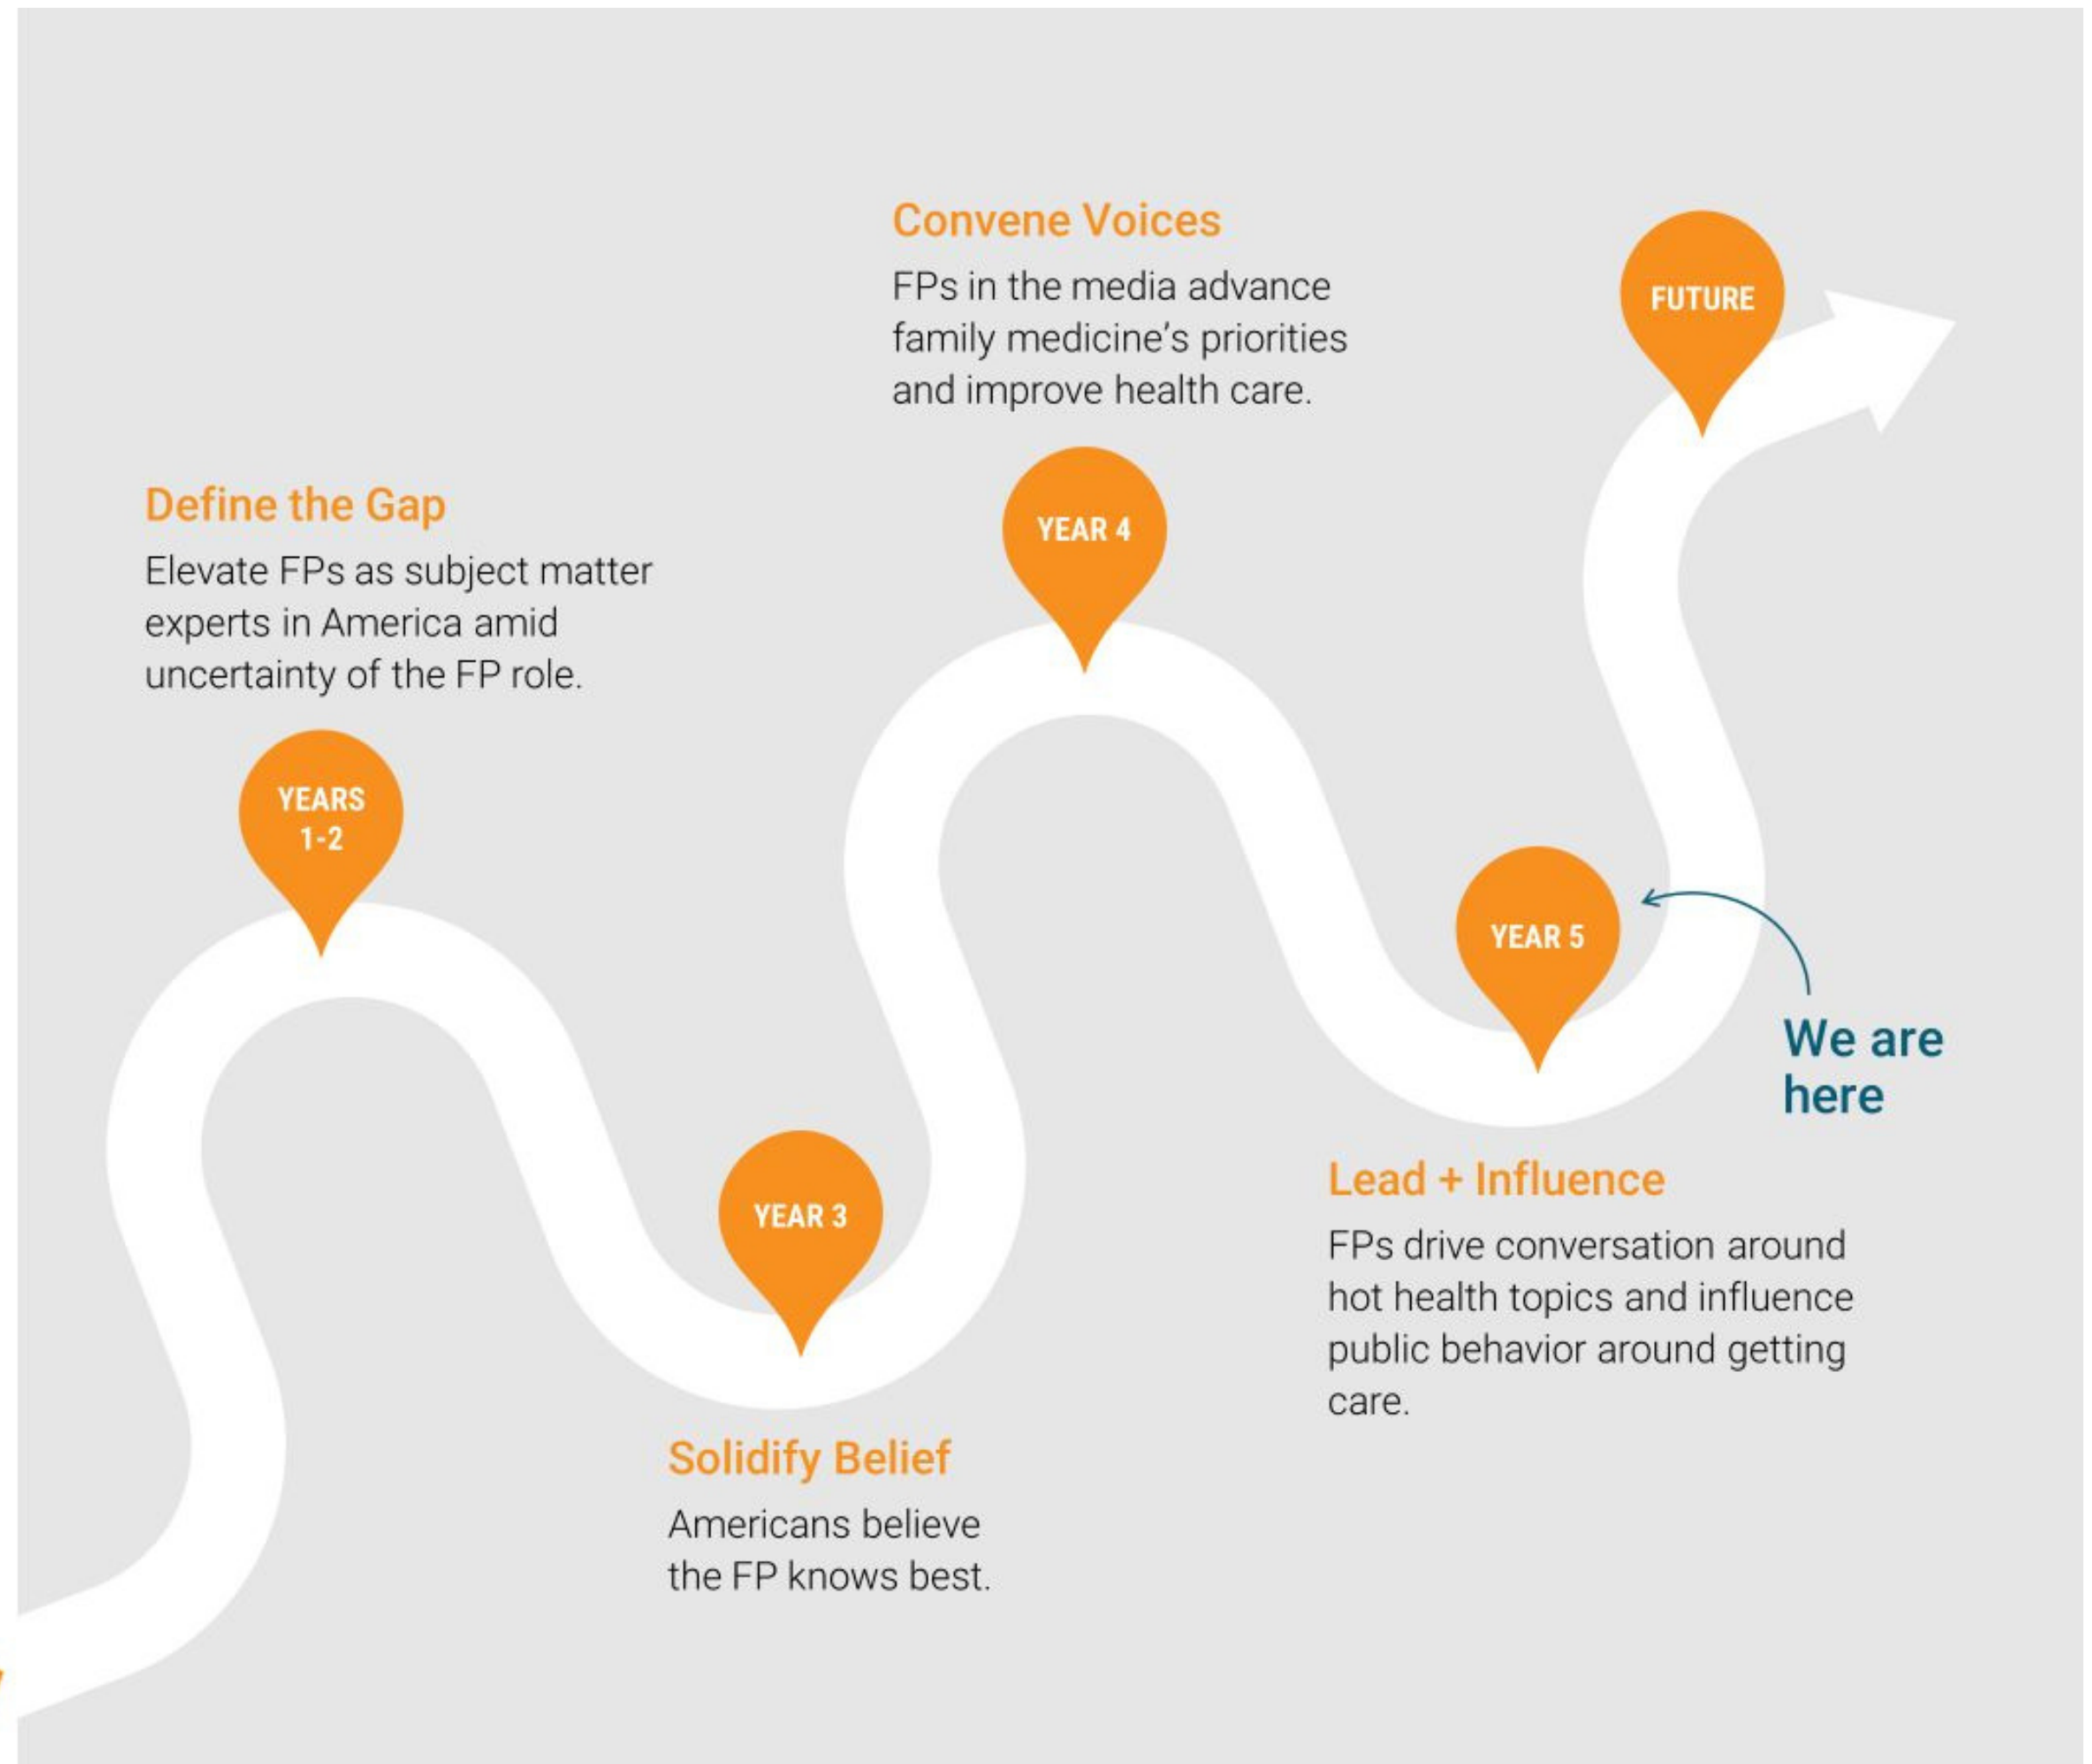 Convene Voices
FPs in the media advance
family medicine's priorities
and improve health care.
FUTURE
YEAR 4
Define the Gap
Elevate FPs as subject matter
experts in America amid
uncertainty of the FP role.
YEARS
1-2
YEAR 5
We are
here
YEAR 3
Lead + Influence
FPs drive conversation around
hot health topics and influence
public behavior around getting
care.
Solidify Belief
Americans believe
the FP knows best.